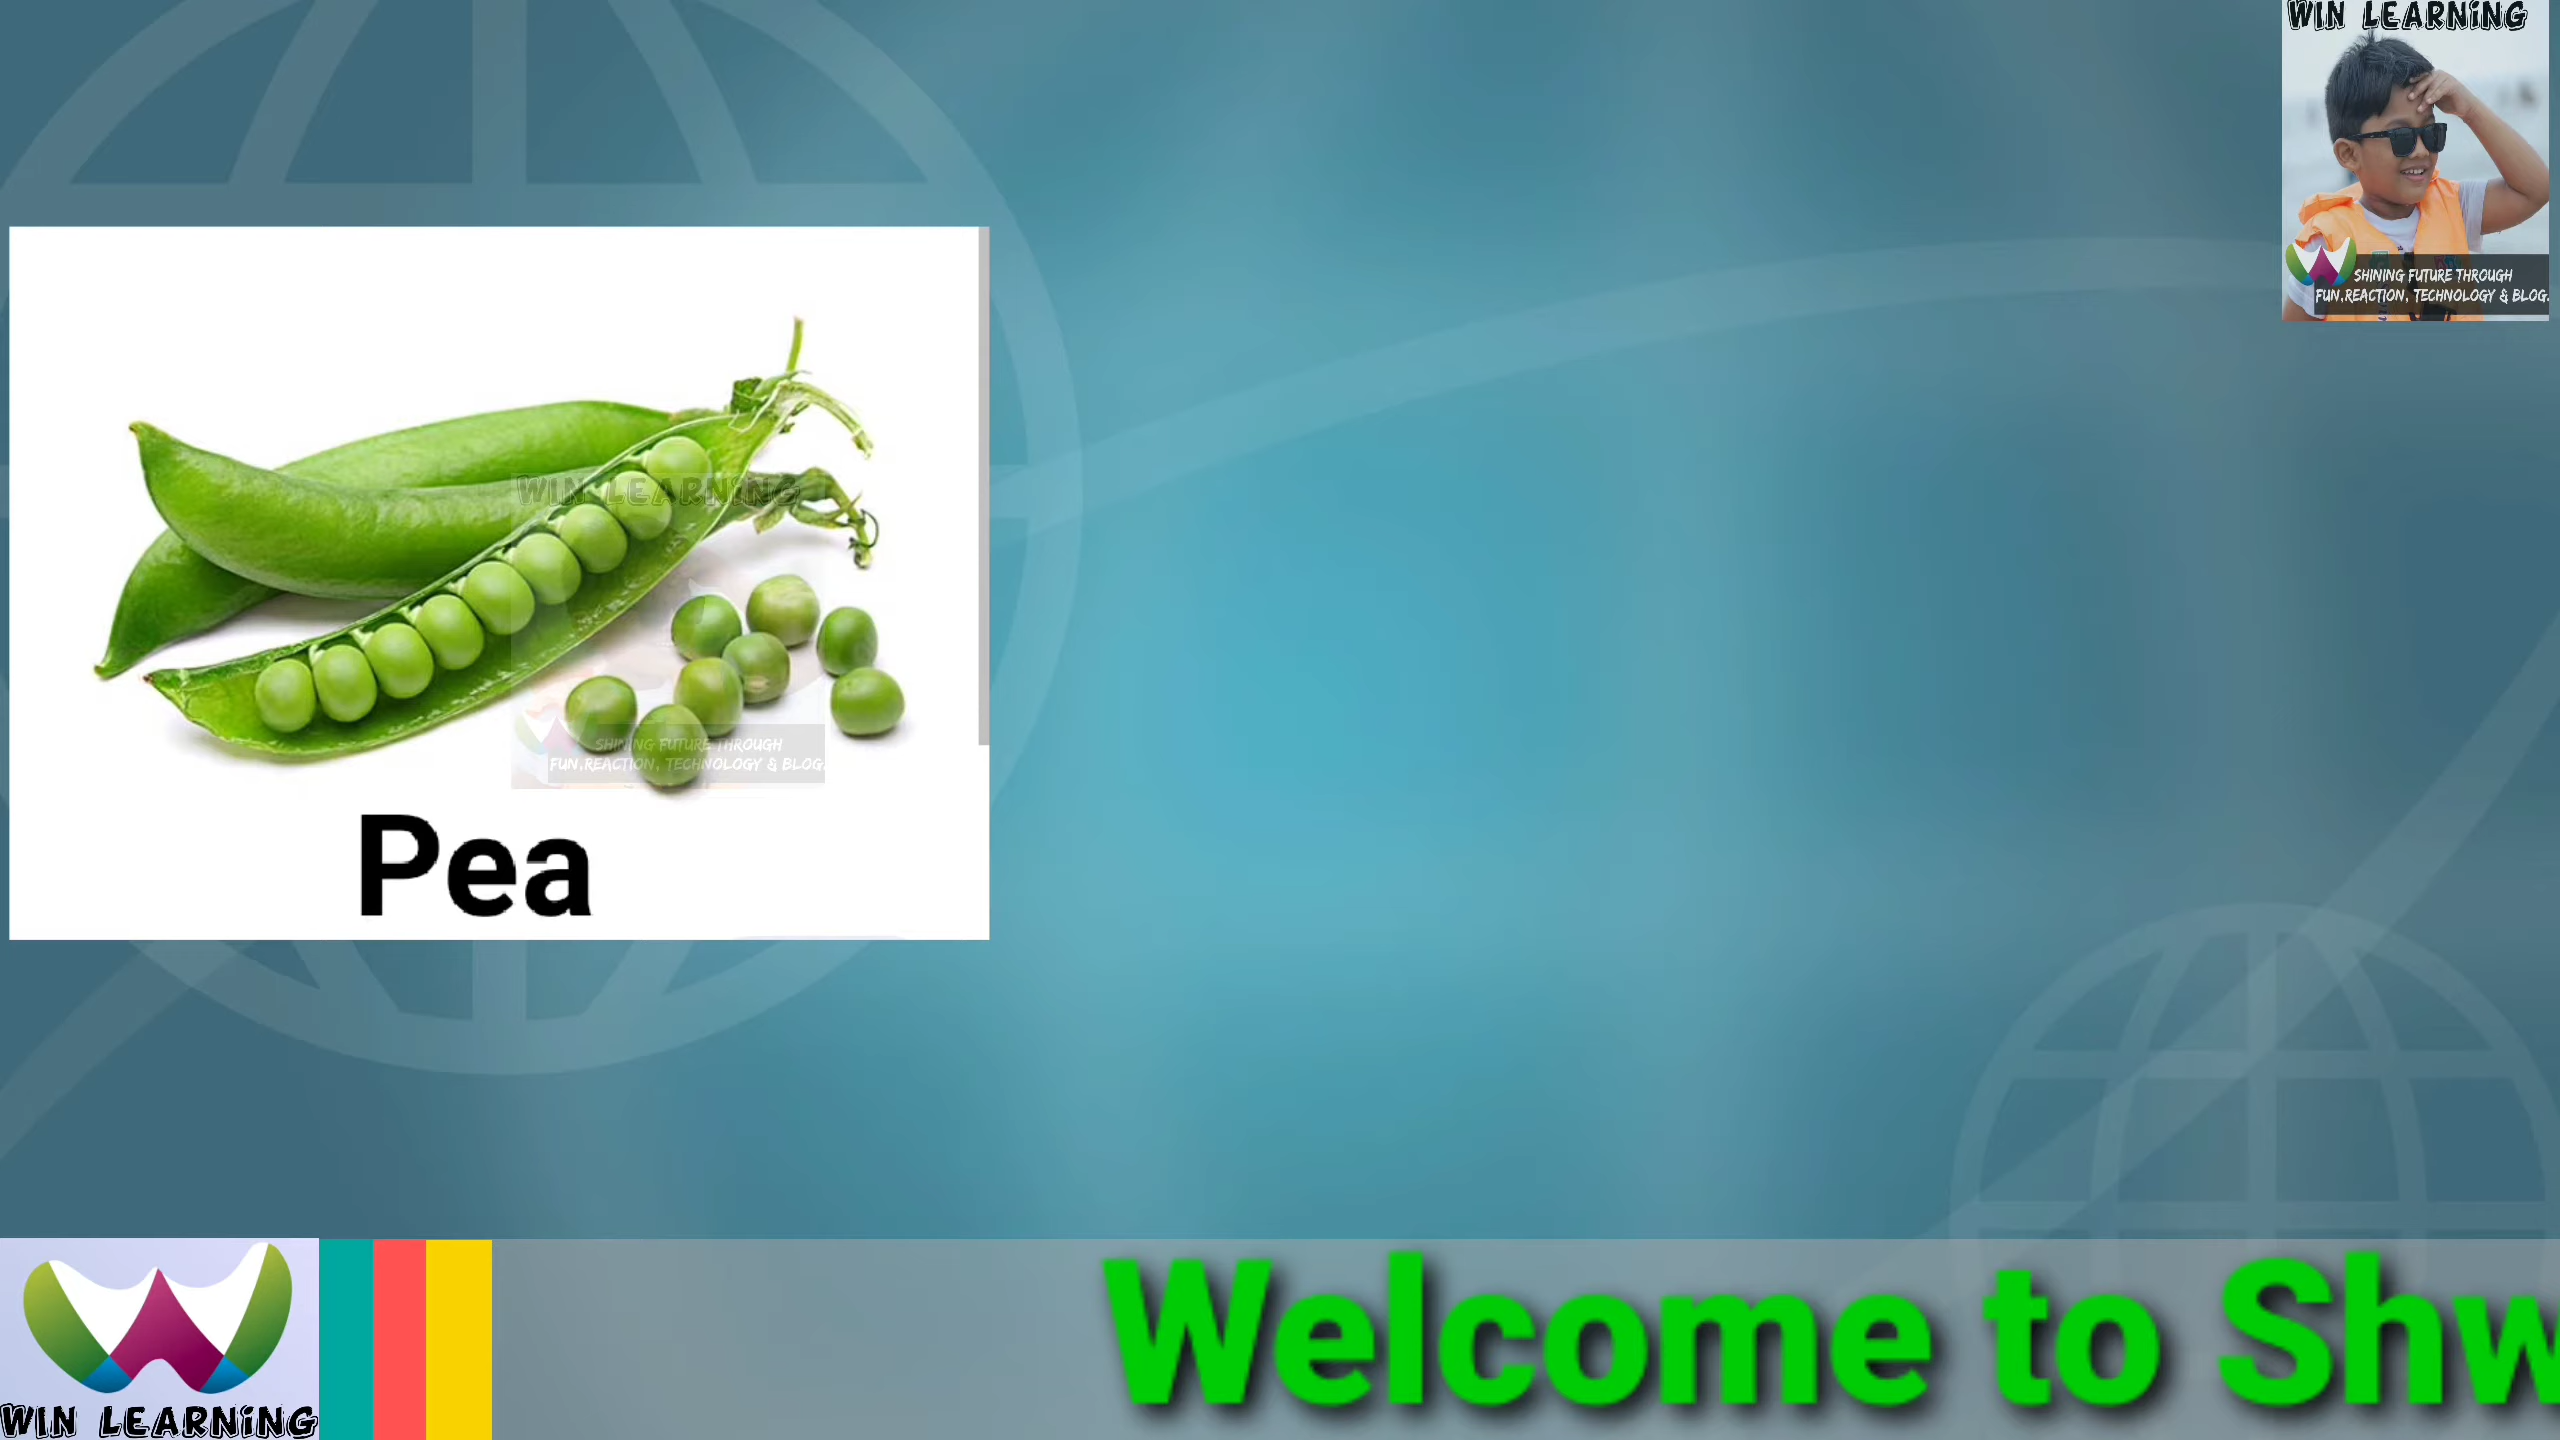 WIN LEARNING
SHINING FUTURE THROUGH
FUN,REACTION, TECHNOLOGY & BLOG.
WIN LEARNING
SHINING FUTURE THROUGH
FUN,REACTION, TECHNOLOGY & BLOG.
Pea
Welcome to Shw
WIN LEARNING